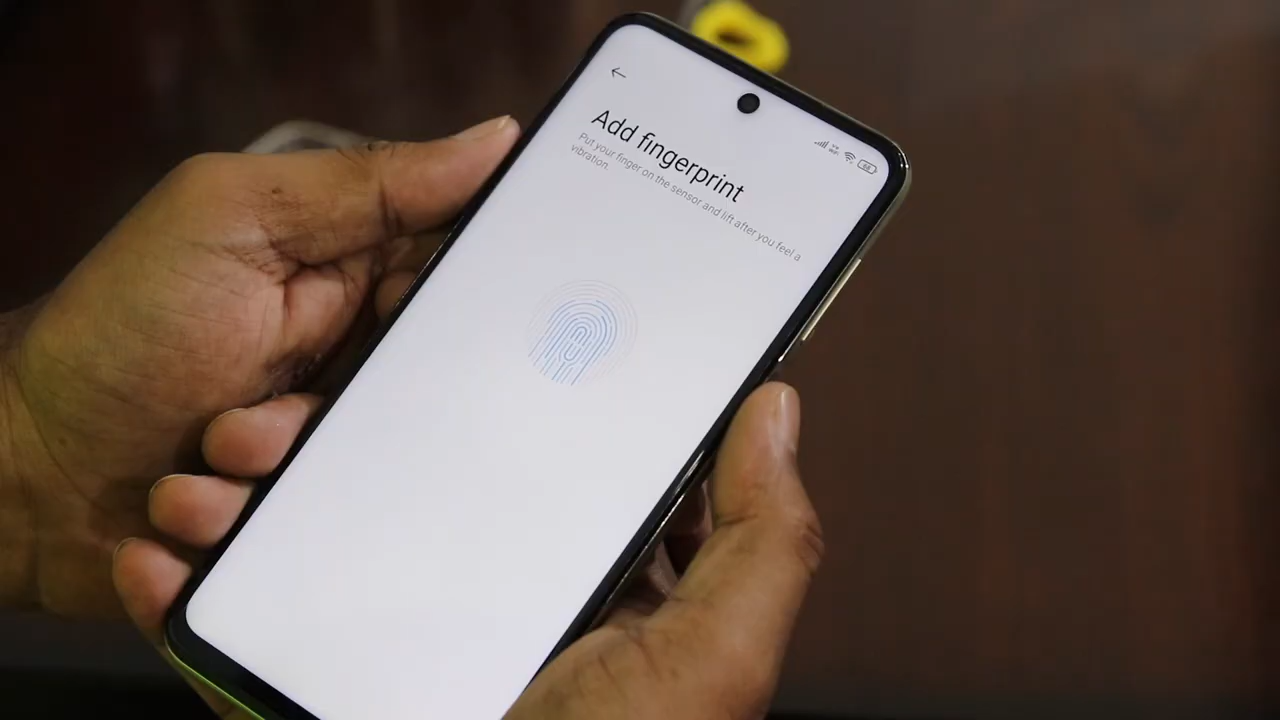 Add fingerprint
Put your finger on the sensor and lift after you feel a
vibration.